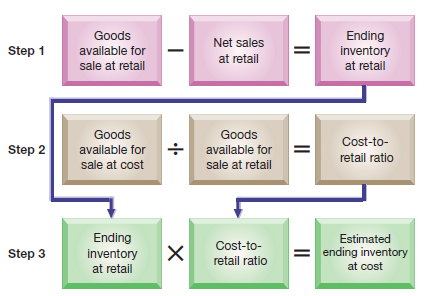 Step 1
Goods
available for
sale at retail
−
Net sales
at retail
=
Ending
inventory
at retail
Step 2
Goods
available for
sale at cost
÷
Goods
available for
sale at retail
=
Cost-to-
retail ratio
Step 3
Ending
inventory
at retail
×
Cost-to-
retail ratio
=
Estimated
ending inventory
at cost